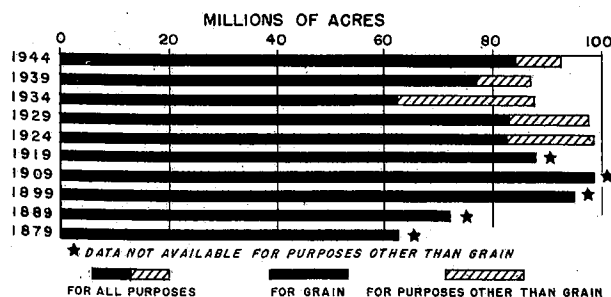 MILLIONS OF ACRES
0 20 40 60 80 100
1944
1939
1934
1929
1924
1919 ★
1909 ★
1899 ★
1889 ★
1879 ★
★ DATA NOT AVAILABLE FOR PURPOSES OTHER THAN GRAIN
FOR ALL PURPOSES FOR GRAIN FOR PURPOSES OTHER THAN GRAIN